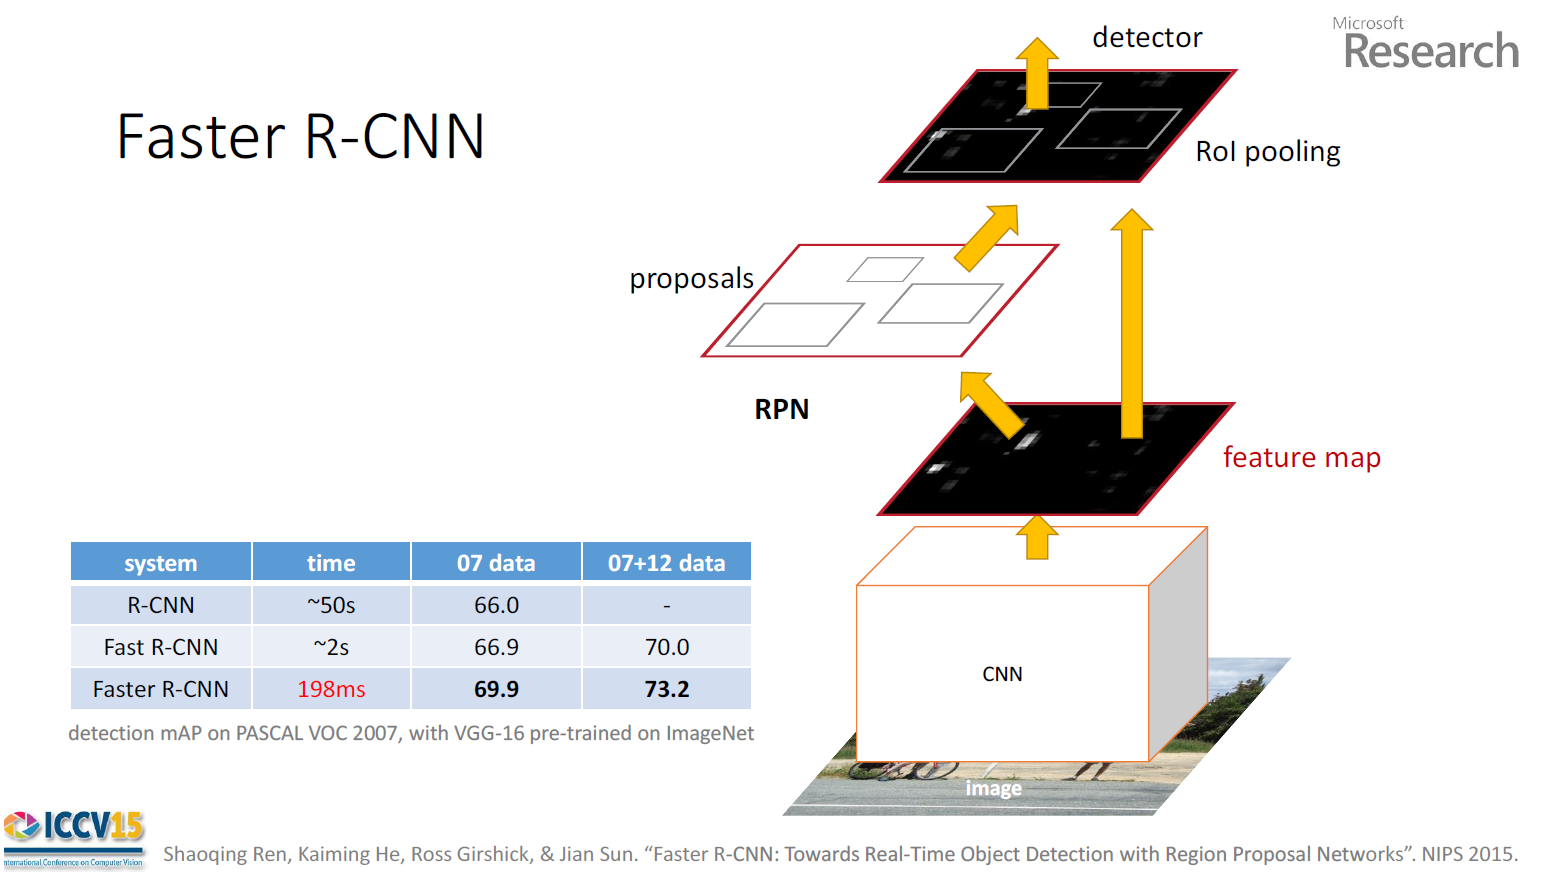 Microsoft
Research
detector
Faster R-CNN
RoI pooling
proposals
RPN
feature map
system time 07 data 07+12 data
R-CNN ~50s 66.0 -
Fast R-CNN ~2s 66.9 70.0
Faster R-CNN 198ms 69.9 73.2
detection mAP on PASCAL VOC 2007, with VGG-16 pre-trained on ImageNet
CNN
image
ICCV15
International Conference on Computer Vision
Shaoqing Ren, Kaiming He, Ross Girshick, & Jian Sun. “Faster R-CNN: Towards Real-Time Object Detection with Region Proposal Networks”. NIPS 2015.